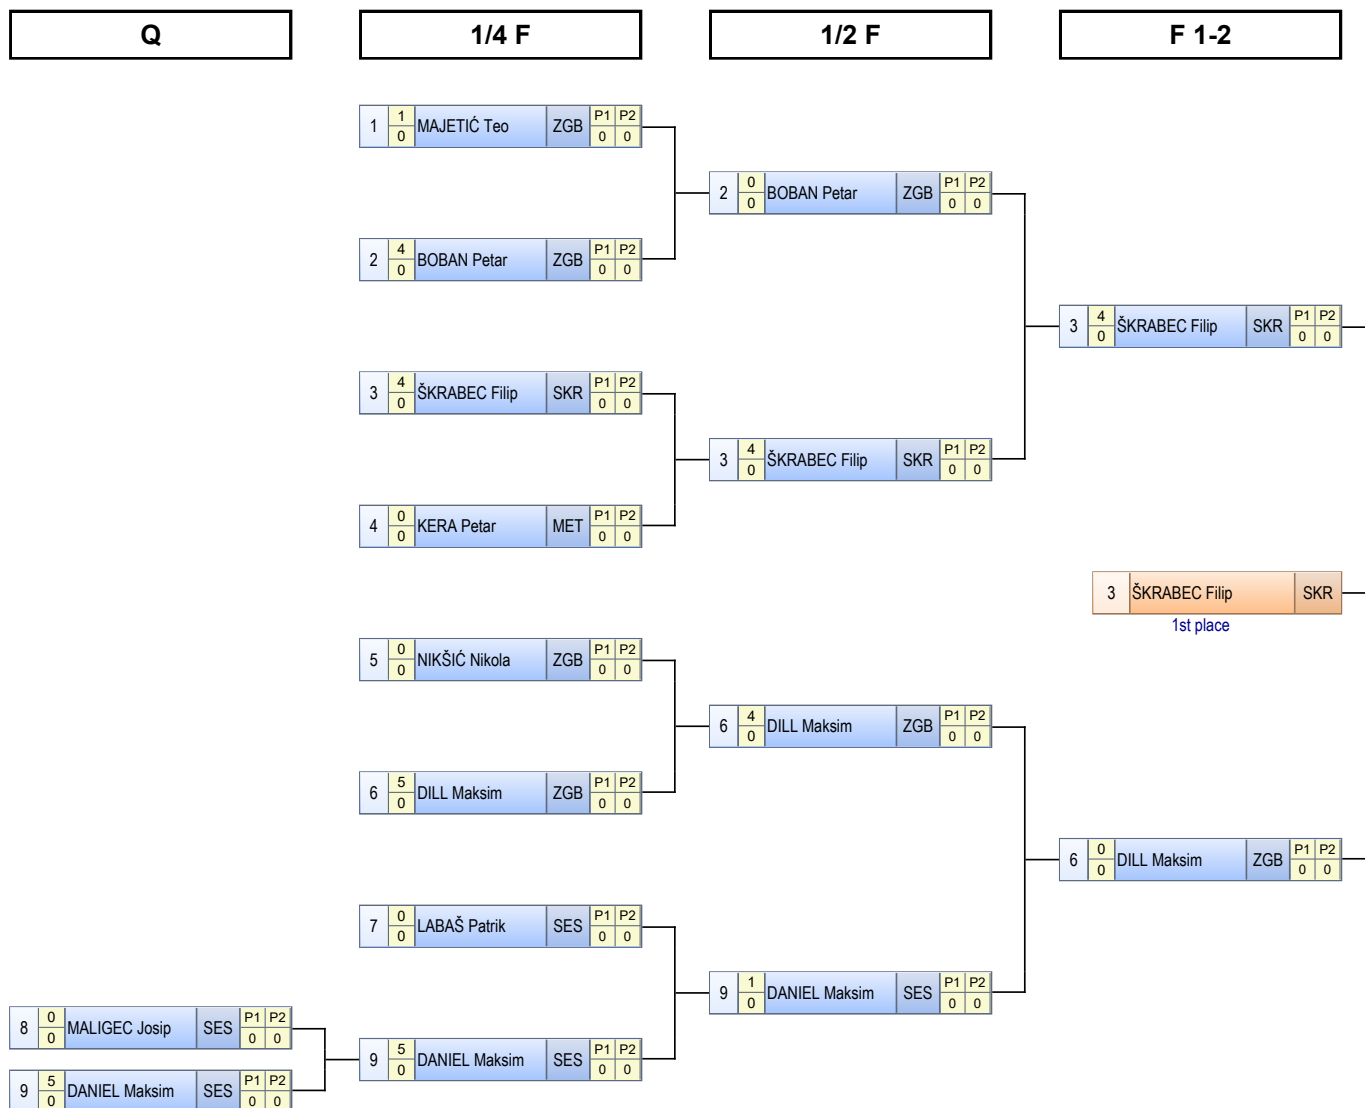 Q 1/4 F 1/2 F F 1-2
1 1 0 MAJETIĆ Teo ZGB P1 P2 0 0
2 0 0 BOBAN Petar ZGB P1 P2 0 0
2 4 0 BOBAN Petar ZGB P1 P2 0 0
3 4 0 ŠKRABEC Filip SKR P1 P2 0 0
3 4 0 ŠKRABEC Filip SKR P1 P2 0 0
3 4 0 ŠKRABEC Filip SKR P1 P2 0 0
4 0 0 KERA Petar MET P1 P2 0 0
3 ŠKRABEC Filip SKR
1st place
5 0 0 NIKŠIĆ Nikola ZGB P1 P2 0 0
6 4 0 DILL Maksim ZGB P1 P2 0 0
6 5 0 DILL Maksim ZGB P1 P2 0 0
6 0 0 DILL Maksim ZGB P1 P2 0 0
7 0 0 LABAŠ Patrik SES P1 P2 0 0
9 1 0 DANIEL Maksim SES P1 P2 0 0
8 0 0 MALIGEC Josip SES P1 P2 0 0
9 5 0 DANIEL Maksim SES P1 P2 0 0
9 5 0 DANIEL Maksim SES P1 P2 0 0